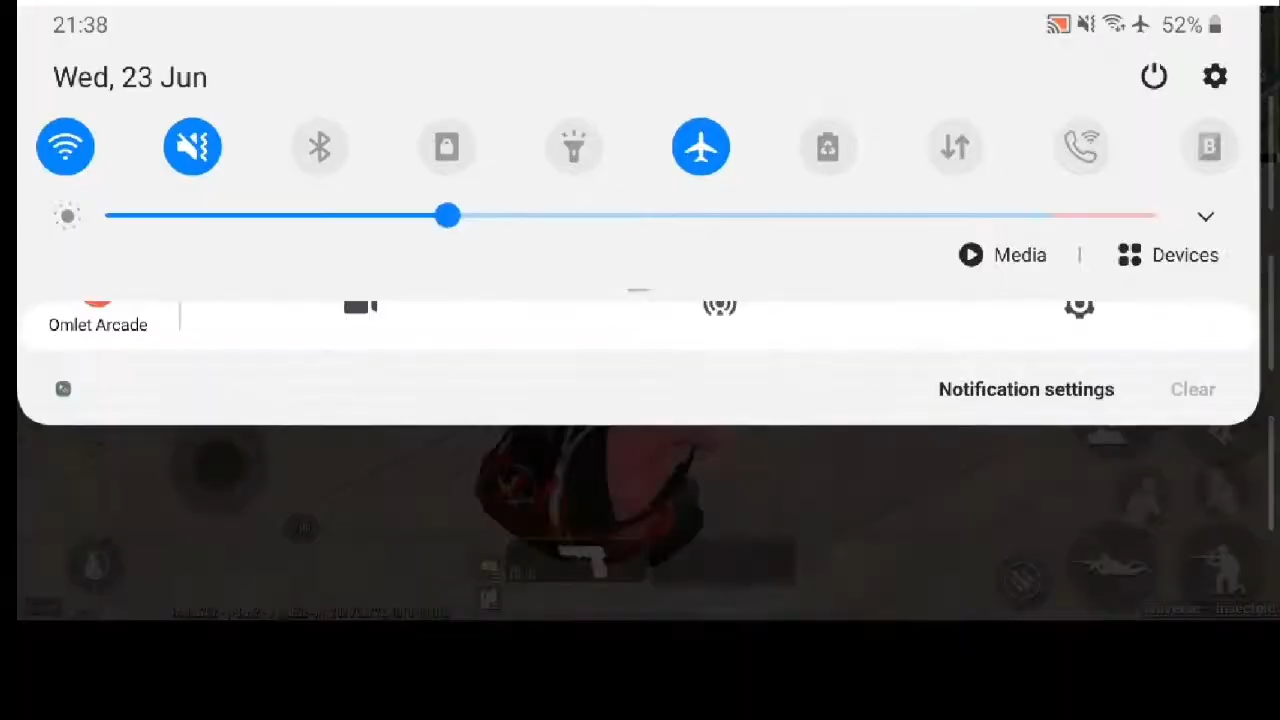 21:38
52%
Wed, 23 Jun
B
Media | Devices
Omlet Arcade
Notification settings
Clear